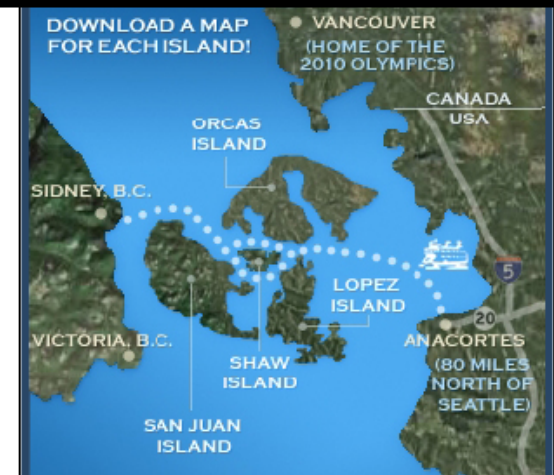 DOWNLOAD A MAP
FOR EACH ISLAND!
VANCOUVER
(HOME OF THE
2010 OLYMPICS)
CANADA
USA
ORCAS
ISLAND
SIDNEY, B.C.
5
LOPEZ
ISLAND
20
VICTORIA, B.C.
ANACORTES
(80 MILES
NORTH OF
SEATTLE)
SHAW
ISLAND
SAN JUAN
ISLAND